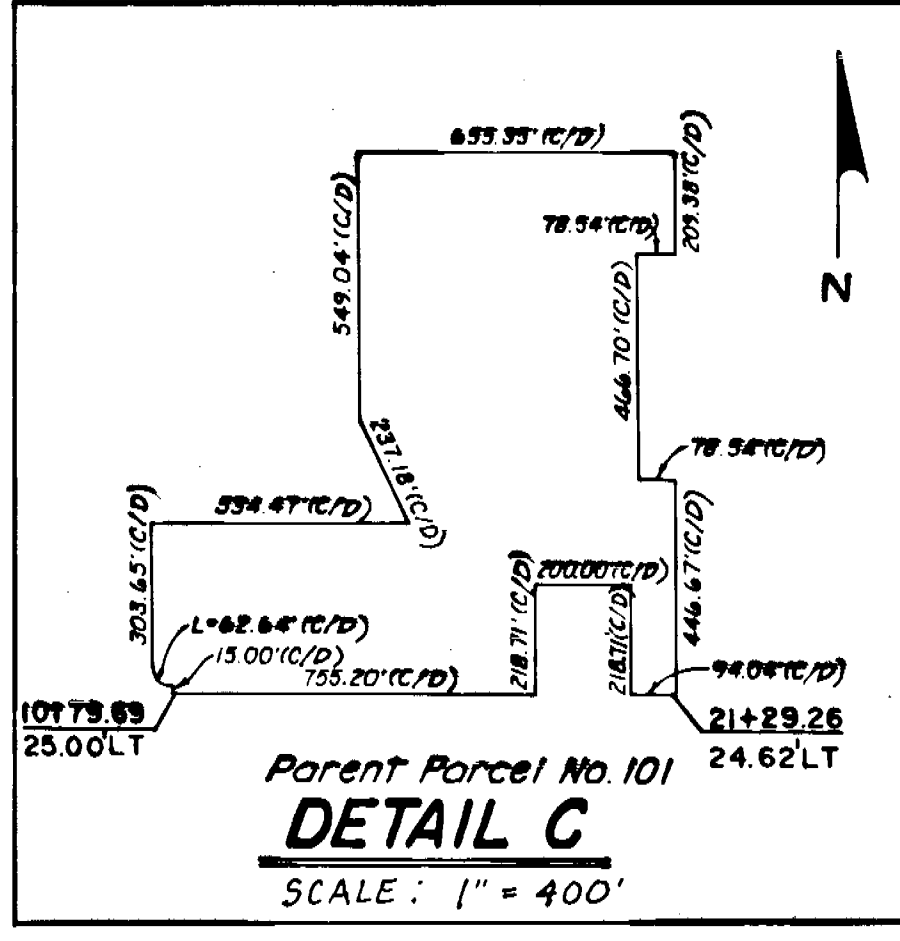 655.35' (C/D)
209.38' (C/D)
78.54' (C/D)
549.04' (C/D)
466.70' (C/D)
N
237.18' (C/D)
78.54' (C/D)
534.47' (C/D)
303.65' (C/D)
446.67' (C/D)
200.00' (C/D)
218.71' (C/D)
218.71' (C/D)
L=62.64' (C/D)
15.00' (C/D)
755.20' (C/D)
94.04' (C/D)
10+79.69
25.00' LT
21+29.26
24.62' LT
Parent Parcel No. 101
DETAIL C
SCALE: 1" = 400'